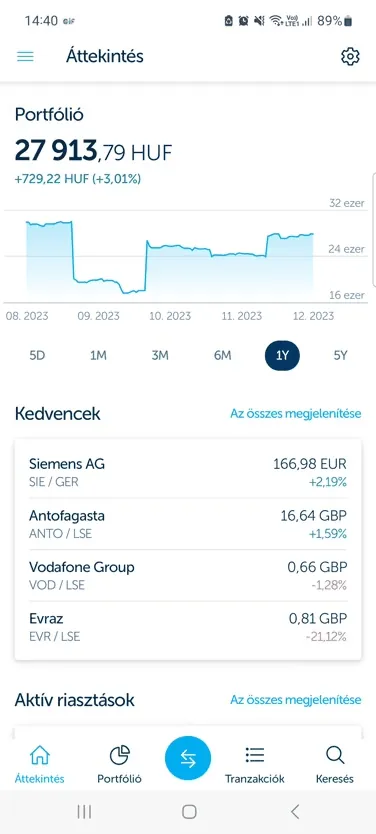 14:40 GIF
Vo)) LTE1 89%
Áttekintés
Portfólió
27 913,79 HUF
+729,22 HUF (+3,01%)
32 ezer
24 ezer
16 ezer
08. 2023 09. 2023 10. 2023 11. 2023 12. 2023
5D 1M 3M 6M 1Y 5Y
Kedvencek Az összes megjelenítése
Siemens AG 166,98 EUR
SIE / GER +2,19%
Antofagasta 16,64 GBP
ANTO / LSE +1,59%
Vodafone Group 0,66 GBP
VOD / LSE -1,28%
Evraz 0,81 GBP
EVR / LSE -21,12%
Aktív riasztások Az összes megjelenítése
Áttekintés Portfólió Tranzakciók Keresés